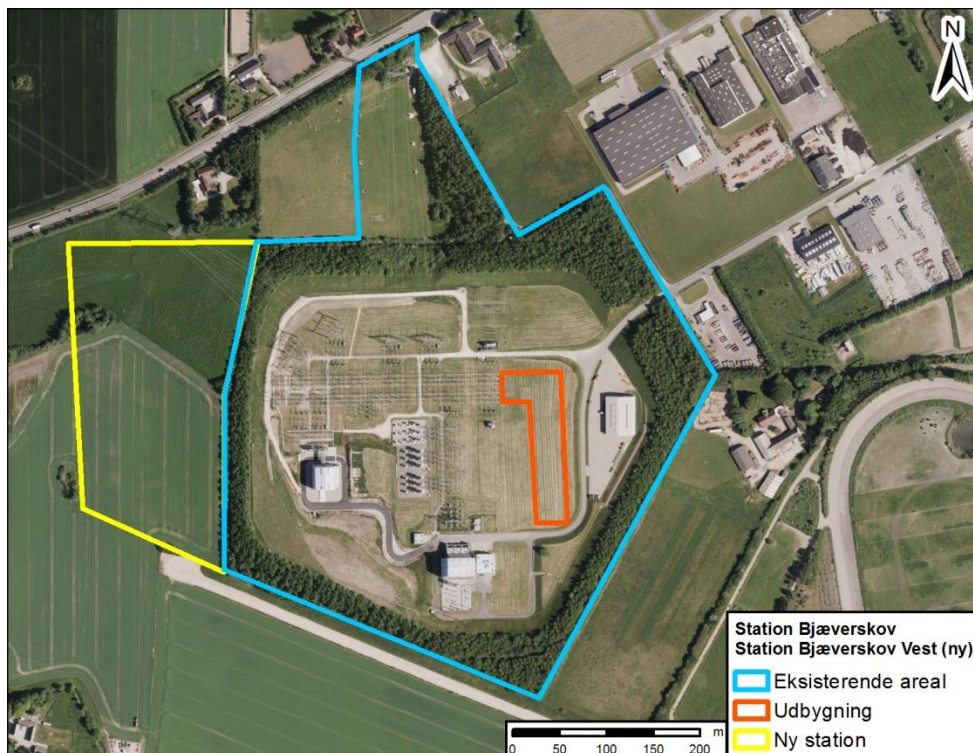 N
Station Bjæverskov
Station Bjæverskov Vest (ny)
Eksisterende areal
Udbygning
Ny station
m
0 50 100 150 200